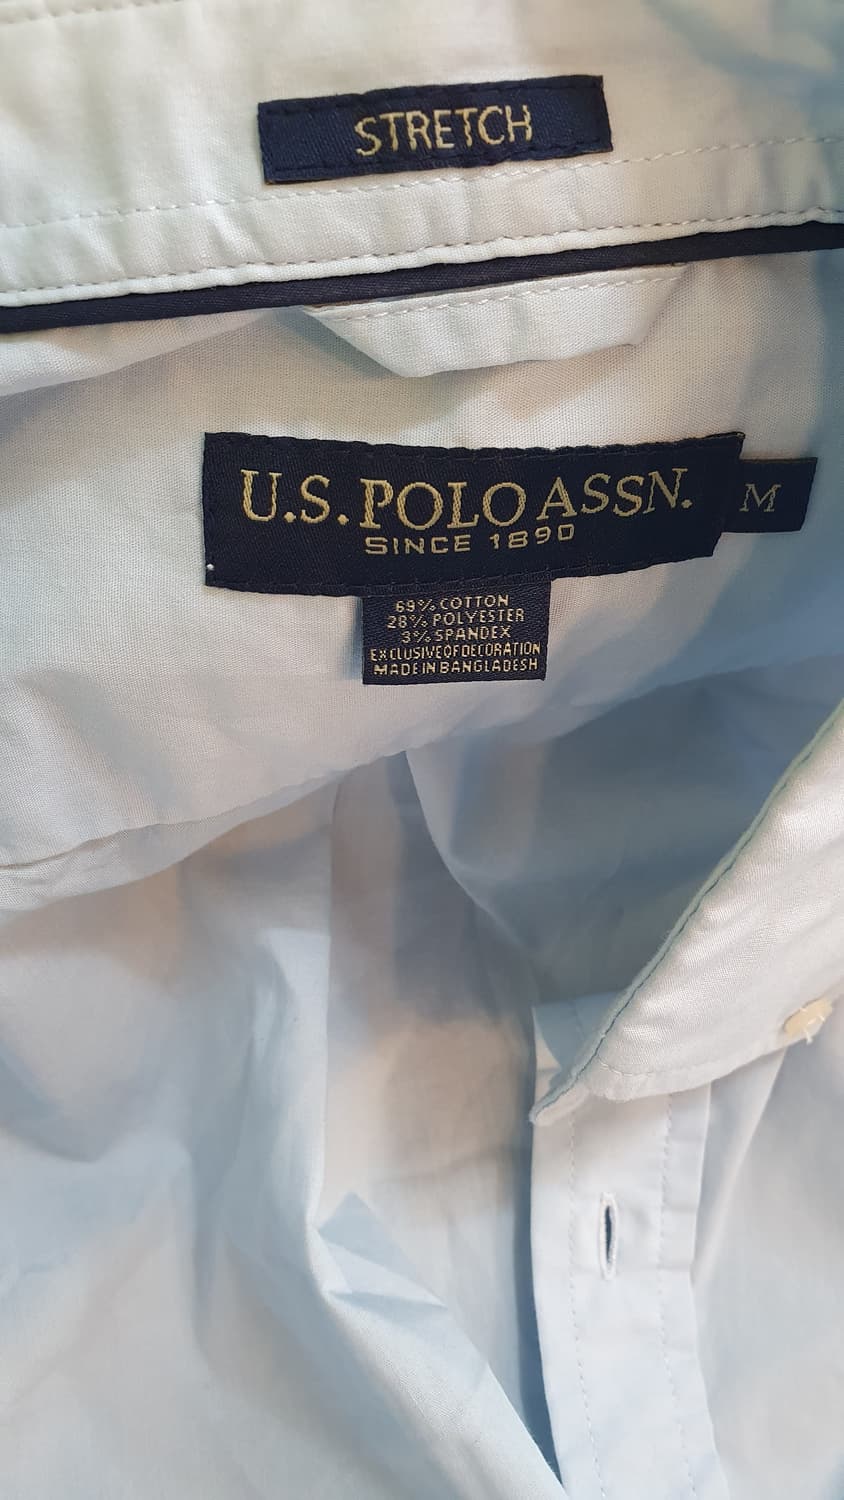 STRETCH
U.S. POLO ASSN.
SINCE 1890
M
69% COTTON
28% POLYESTER
3% SPANDEX
EXCLUSIVE OF DECORATION
MADE IN BANGLADESH